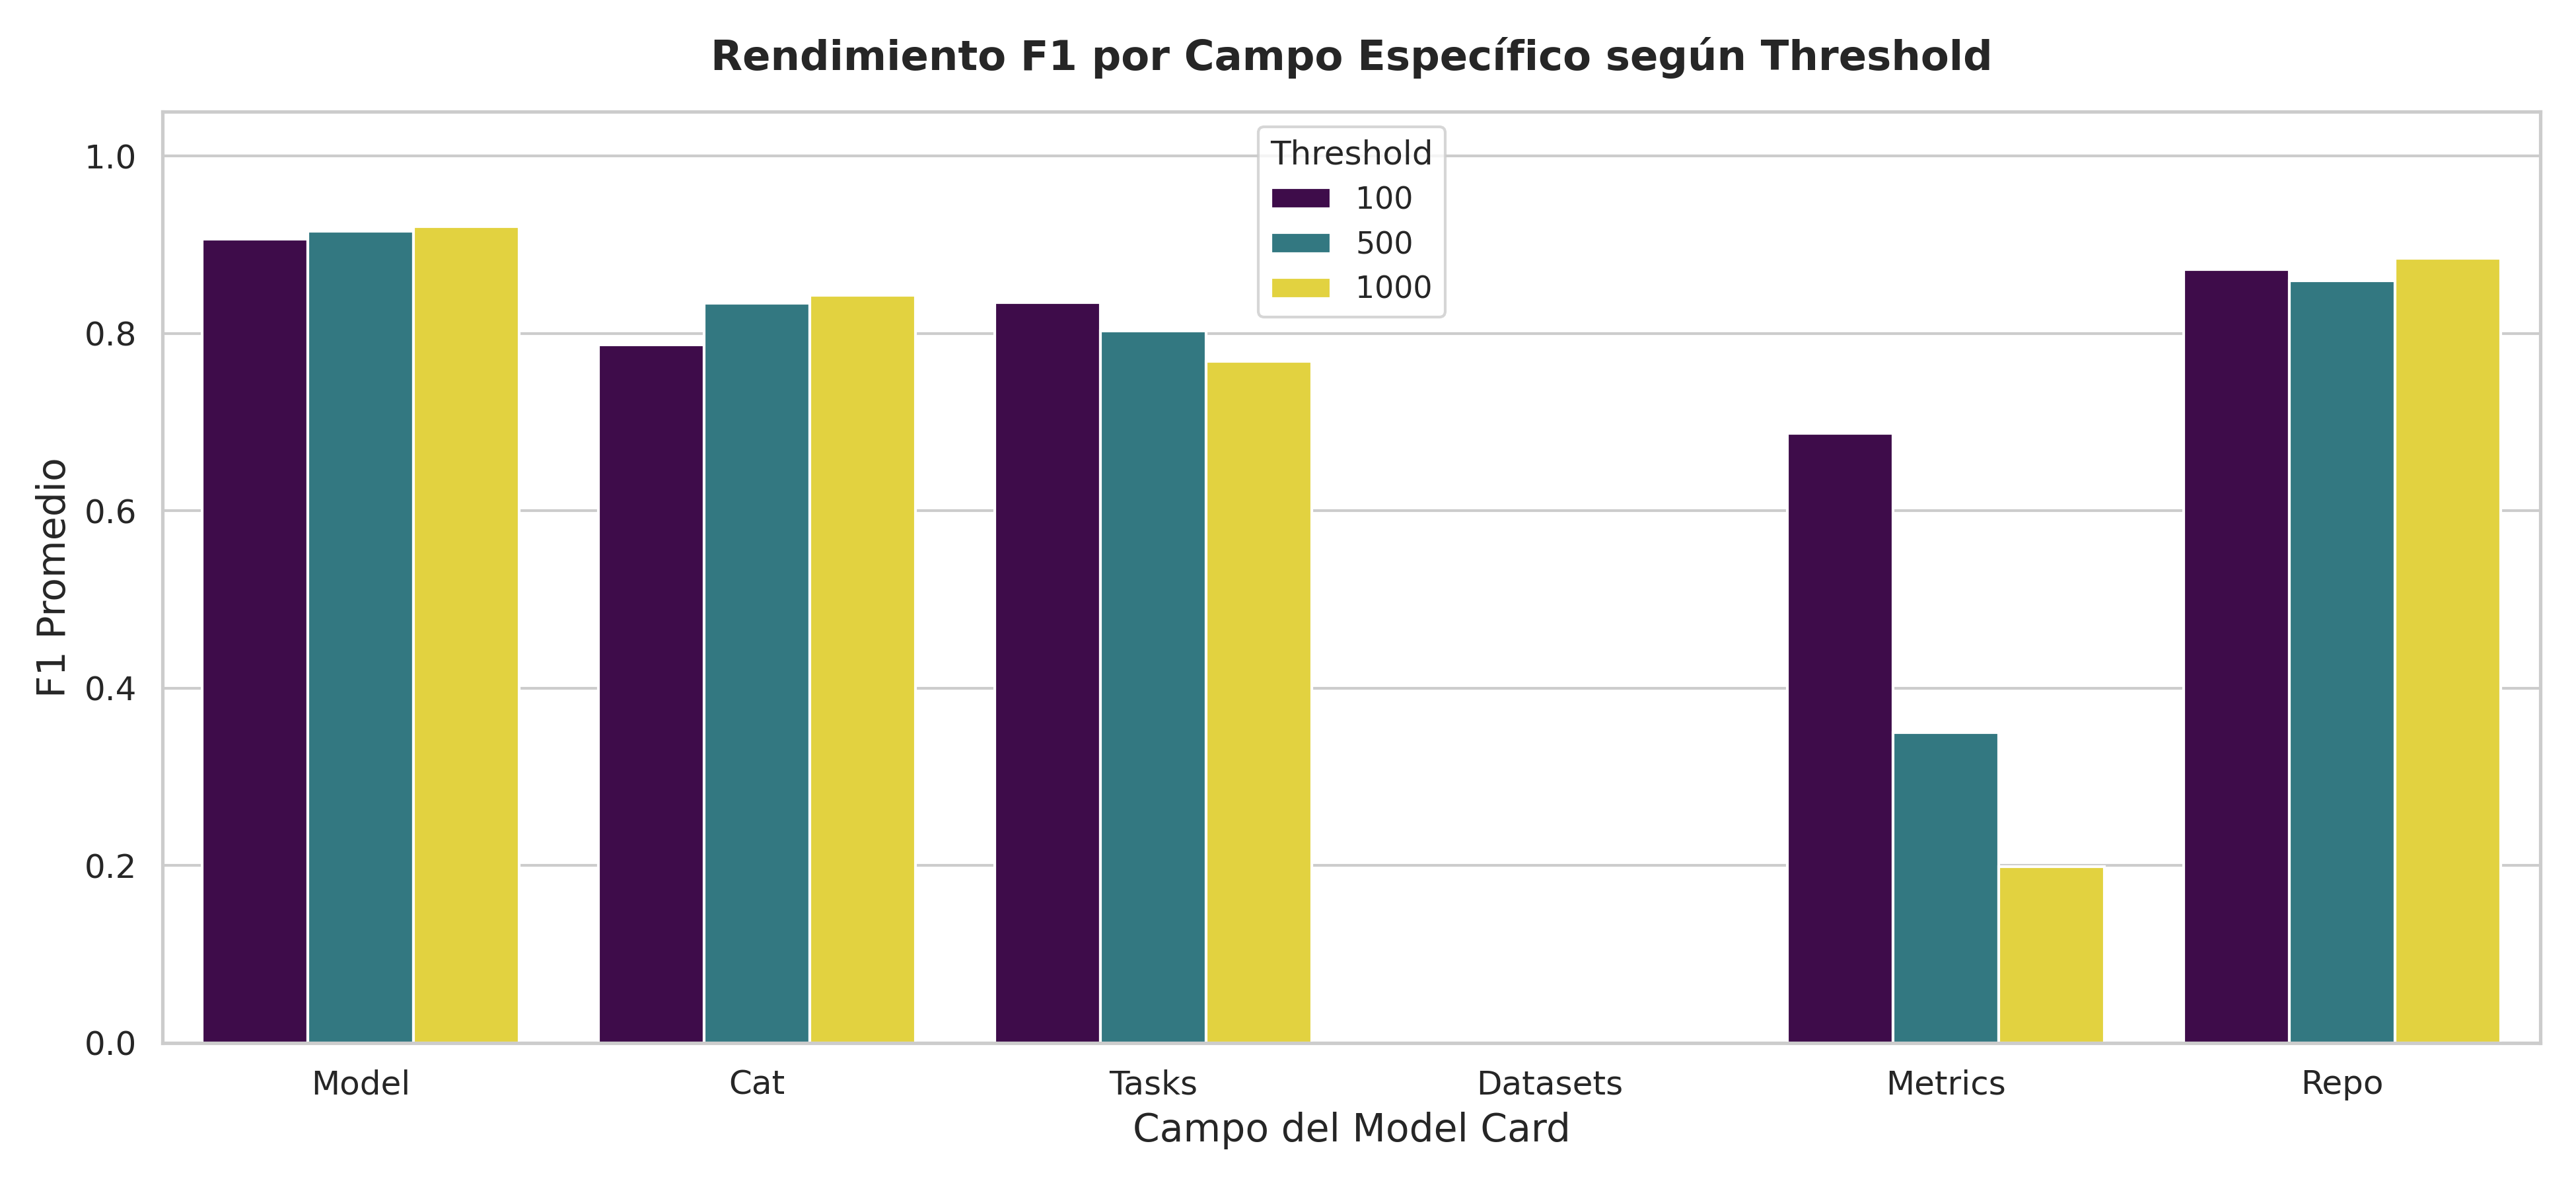 Rendimiento F1 por Campo Específico según Threshold
Threshold
100
500
1000
F1 Promedio
1.0
0.8
0.6
0.4
0.2
0.0
Model Cat Tasks Datasets Metrics Repo
Campo del Model Card